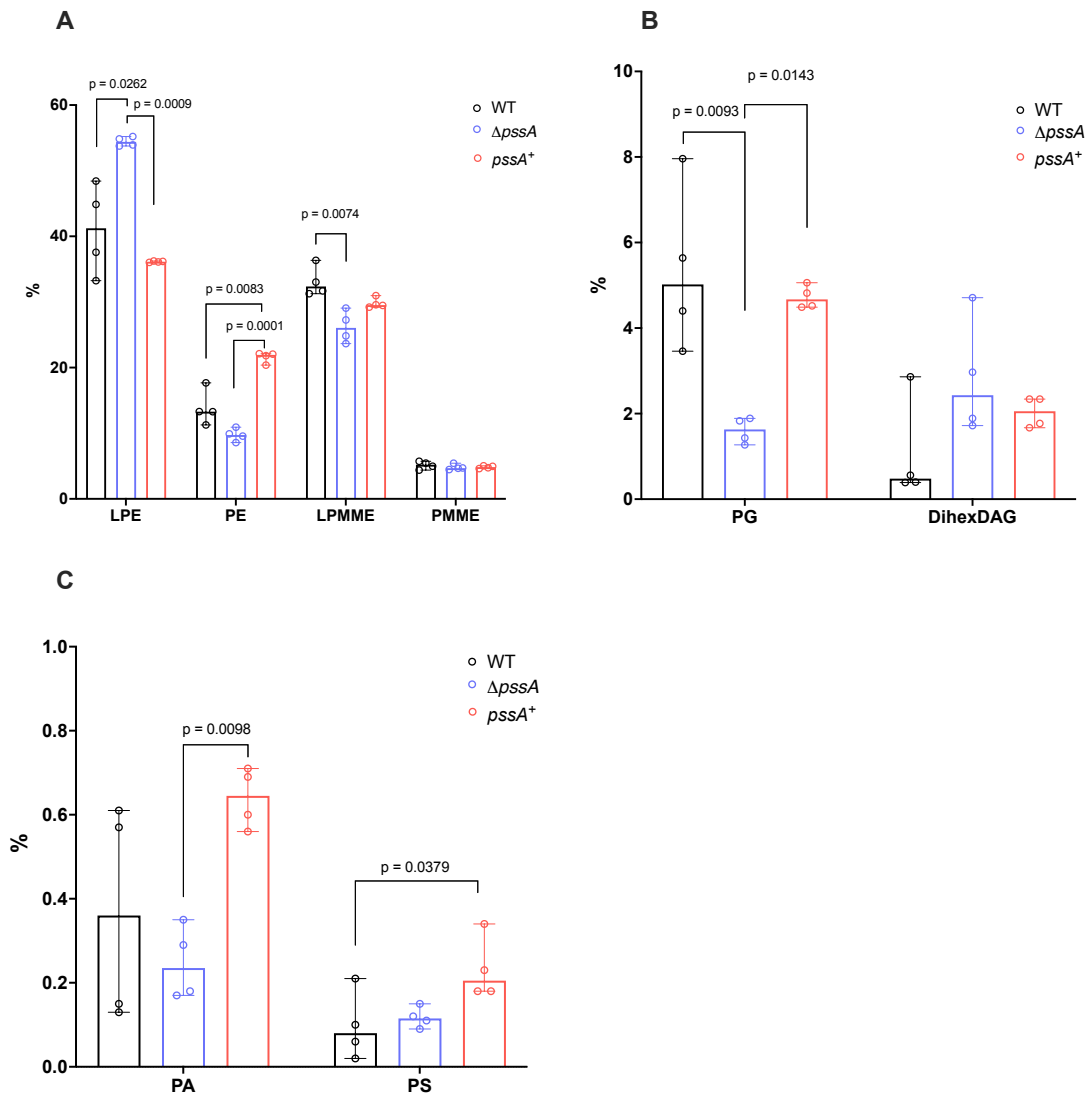 A
p = 0.0262
p = 0.0009
WT
ΔpssA
pssA⁺
p = 0.0074
p = 0.0083
p = 0.0001
60
40
20
0
%
LPE PE LPMME PMME
B
p = 0.0143
p = 0.0093
WT
ΔpssA
pssA⁺
10
8
6
4
2
0
%
PG DihexDAG
C
WT
ΔpssA
pssA⁺
p = 0.0098
p = 0.0379
1.0
0.8
0.6
0.4
0.2
0.0
%
PA PS